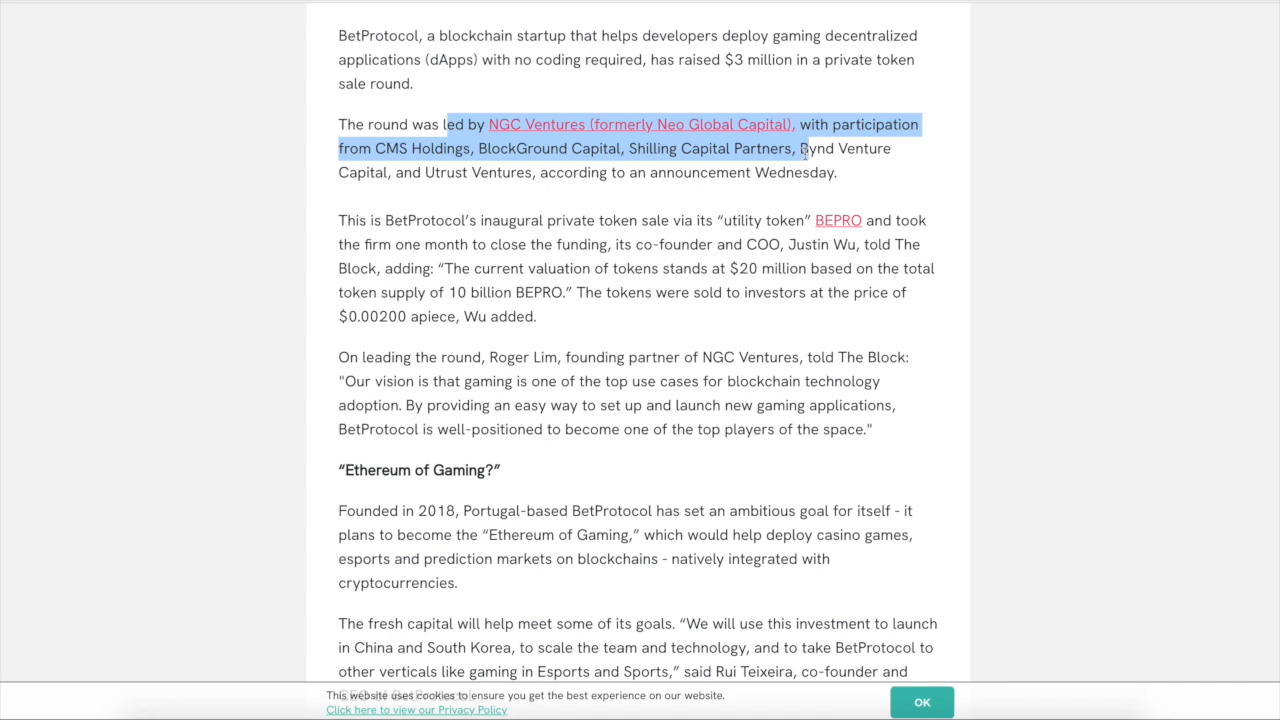 BetProtocol, a blockchain startup that helps developers deploy gaming decentralized
applications (dApps) with no coding required, has raised $3 million in a private token
sale round.
The round was led by NGC Ventures (formerly Neo Global Capital), with participation
from CMS Holdings, BlockGround Capital, Shilling Capital Partners, Bynd Venture
Capital, and Utrust Ventures, according to an announcement Wednesday.
This is BetProtocol’s inaugural private token sale via its “utility token” BEPRO and took
the firm one month to close the funding, its co-founder and COO, Justin Wu, told The
Block, adding: “The current valuation of tokens stands at $20 million based on the total
token supply of 10 billion BEPRO.” The tokens were sold to investors at the price of
$0.00200 apiece, Wu added.
On leading the round, Roger Lim, founding partner of NGC Ventures, told The Block:
"Our vision is that gaming is one of the top use cases for blockchain technology
adoption. By providing an easy way to set up and launch new gaming applications,
BetProtocol is well-positioned to become one of the top players of the space."
“Ethereum of Gaming?”
Founded in 2018, Portugal-based BetProtocol has set an ambitious goal for itself - it
plans to become the “Ethereum of Gaming,” which would help deploy casino games,
esports and prediction markets on blockchains - natively integrated with
cryptocurrencies.
The fresh capital will help meet some of its goals. “We will use this investment to launch
in China and South Korea, to scale the team and technology, and to take BetProtocol to
other verticals like gaming in Esports and Sports,” said Rui Teixeira, co-founder and
This website uses cookies to ensure you get the best experience on our website.
Click here to view our Privacy Policy
OK